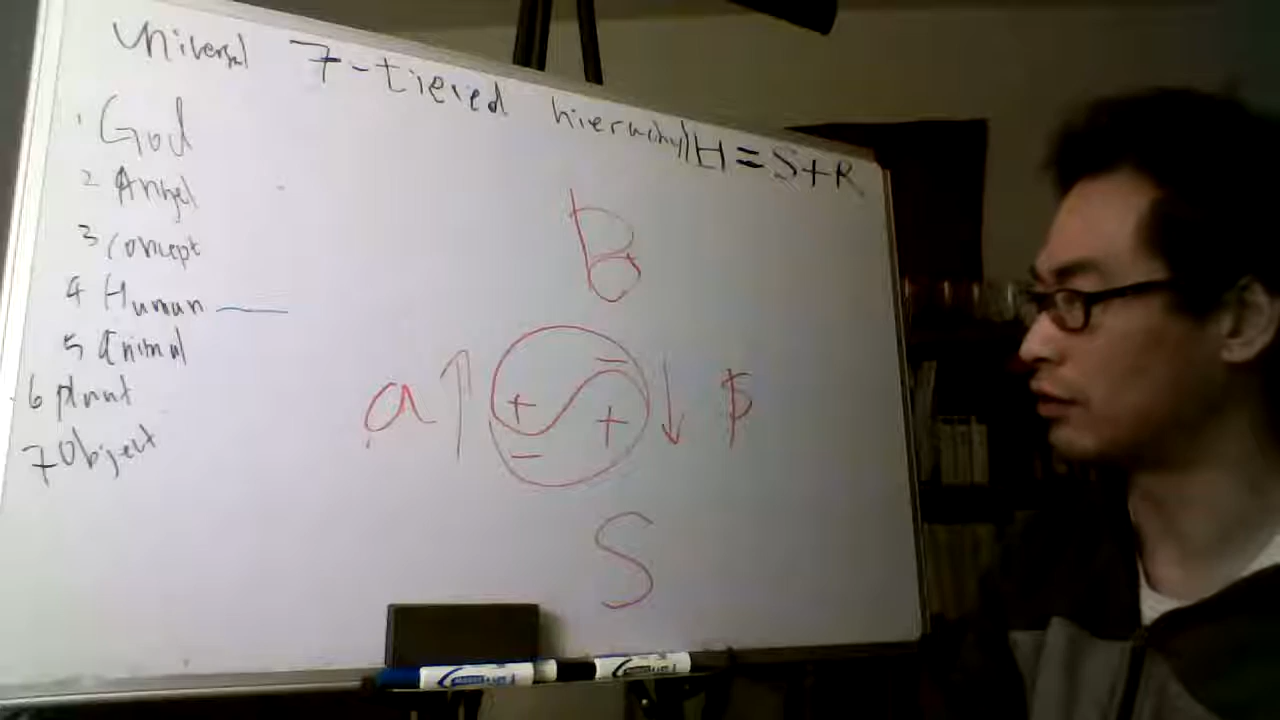 Universal 7-tiered hierarchy H=S+R
1 God
2 Angel
3 Concept
4 Human
5 Animal
6 plant
7 Object
B
a
+ −
− +
S